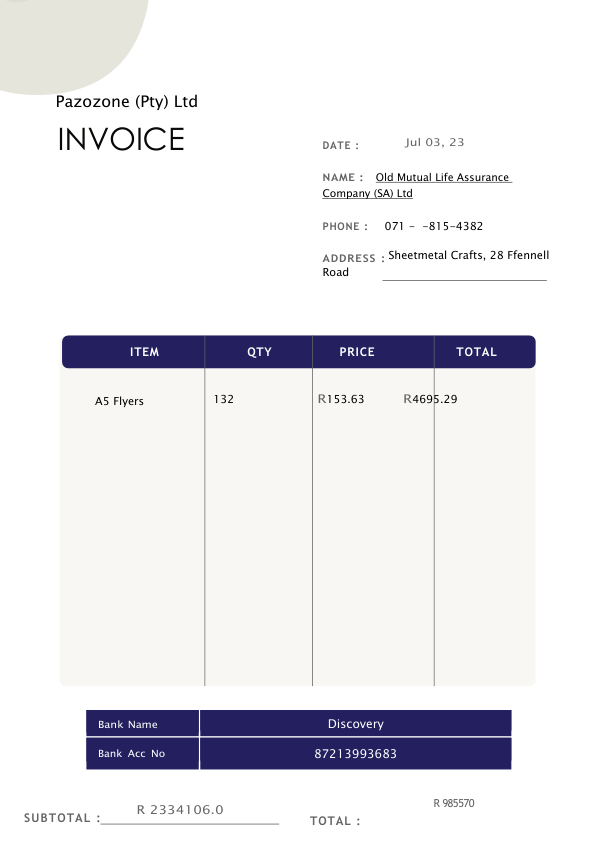 Pazozone (Pty) Ltd
INVOICE
DATE : Jul 03, 23
NAME : Old Mutual Life Assurance
Company (SA) Ltd
PHONE : 071 - -815-4382
ADDRESS : Sheetmetal Crafts, 28 Ffennell
Road
ITEM QTY PRICE TOTAL
A5 Flyers 132 R153.63 R4695.29
Bank Name Discovery
Bank Acc No 87213993683
SUBTOTAL : R 2334106.0
TOTAL : R 985570